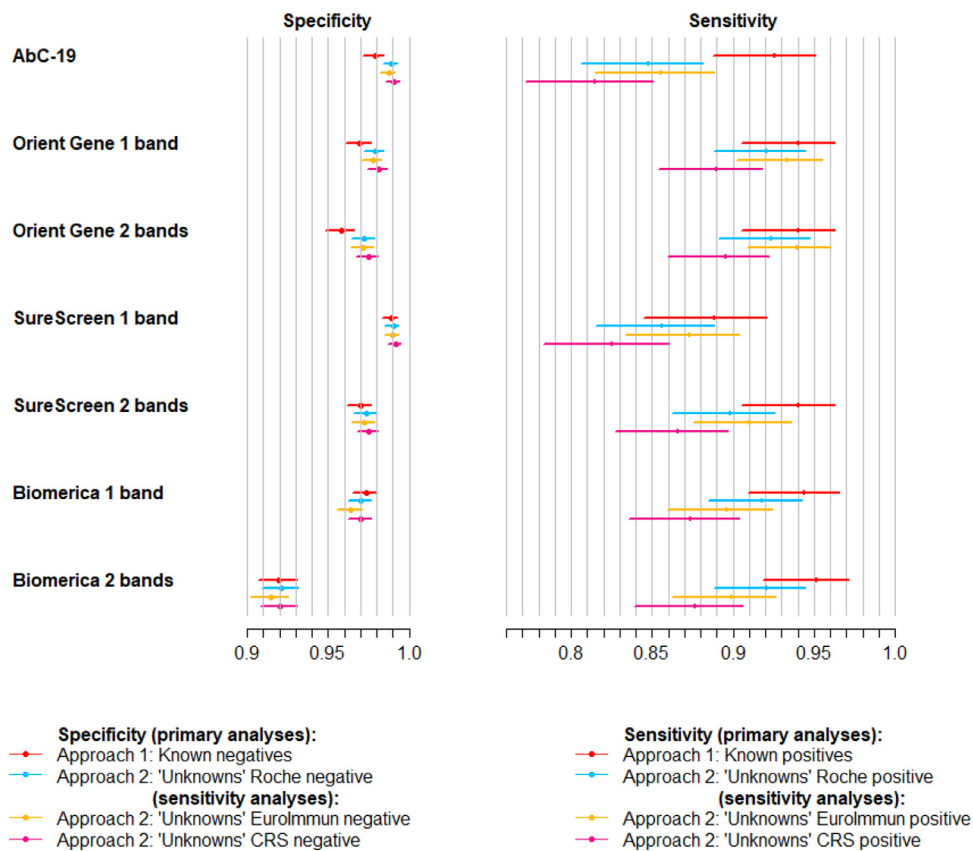 Specificity
Sensitivity
AbC-19
Orient Gene 1 band
Orient Gene 2 bands
SureScreen 1 band
SureScreen 2 bands
Biomerica 1 band
Biomerica 2 bands
0.9 0.95 1.0
0.8 0.85 0.9 0.95 1.0
Specificity (primary analyses):
Approach 1: Known negatives
Approach 2: 'Unknowns' Roche negative
(sensitivity analyses):
Approach 2: 'Unknowns' EuroImmun negative
Approach 2: 'Unknowns' CRS negative
Sensitivity (primary analyses):
Approach 1: Known positives
Approach 2: 'Unknowns' Roche positive
(sensitivity analyses):
Approach 2: 'Unknowns' EuroImmun positive
Approach 2: 'Unknowns' CRS positive